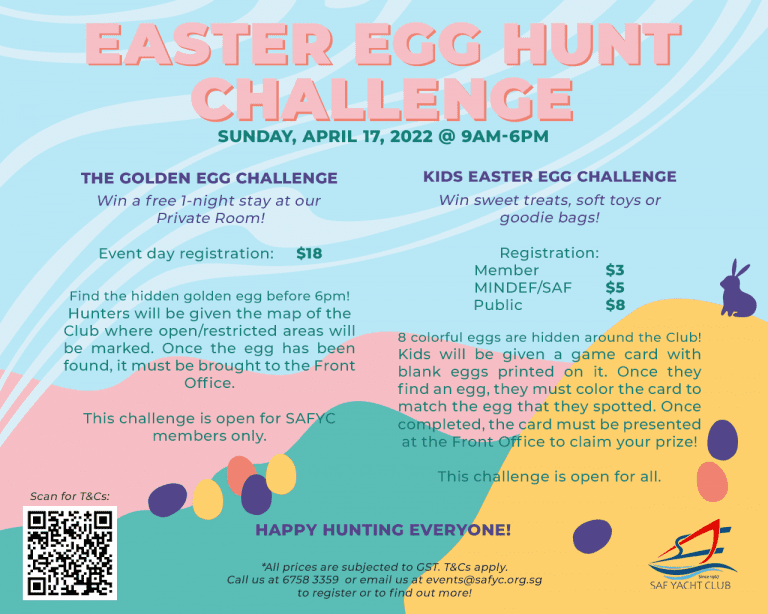 EASTER EGG HUNT
CHALLENGE
SUNDAY, APRIL 17, 2022 @ 9AM-6PM
THE GOLDEN EGG CHALLENGE
Win a free 1-night stay at our
Private Room!
Event day registration: $18
Find the hidden golden egg before 6pm!
Hunters will be given the map of the
Club where open/restricted areas will
be marked. Once the egg has been
found, it must be brought to the Front
Office.
This challenge is open for SAFYC
members only.
KIDS EASTER EGG CHALLENGE
Win sweet treats, soft toys or
goodie bags!
Registration:
Member $3
MINDEF/SAF $5
Public $8
8 colorful eggs are hidden around the Club!
Kids will be given a game card with
blank eggs printed on it. Once they
find an egg, they must color the card to
match the egg that they spotted. Once
completed, the card must be presented
at the Front Office to claim your prize!
This challenge is open for all.
Scan for T&Cs:
HAPPY HUNTING EVERYONE!
*All prices are subjected to GST. T&Cs apply.
Call us at 6758 3359 or email us at events@safyc.org.sg
to register or to find out more!
Since 1967
SAF YACHT CLUB